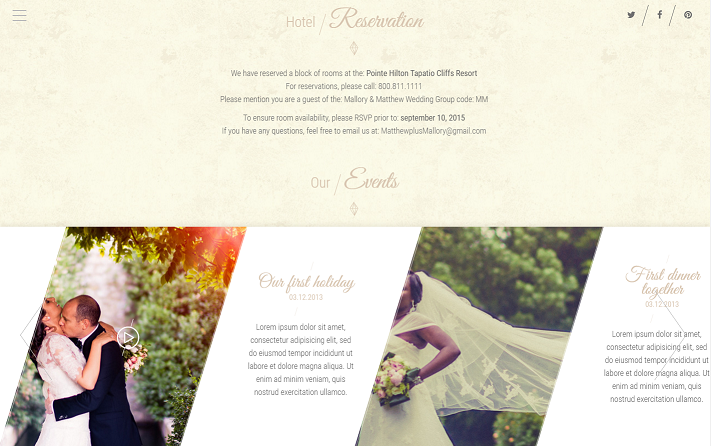 Hotel / Reservation
We have reserved a block of rooms at the: Pointe Hilton Tapatio Cliffs Resort
For reservations, please call: 800.811.1111
Please mention you are a guest of the: Mallory & Matthew Wedding Group code: MM
To ensure room availability, please RSVP prior to: september 10, 2015
If you have any questions, feel free to email us at: MatthewplusMallory@gmail.com
Our / Events
Our first holiday
03.12.2013
Lorem ipsum dolor sit amet,
consectetur adipisicing elit, sed
do eiusmod tempor incididunt ut
labore et dolore magna aliqua. Ut
enim ad minim veniam, quis
nostrud exercitation ullamco.
First dinner
together
03.12.2013
Lorem ipsum dolor sit amet,
consectetur adipisicing elit, sed
do eiusmod tempor incididunt ut
labore et dolore magna aliqua. Ut
enim ad minim veniam, quis
nostrud exercitation ullamco.